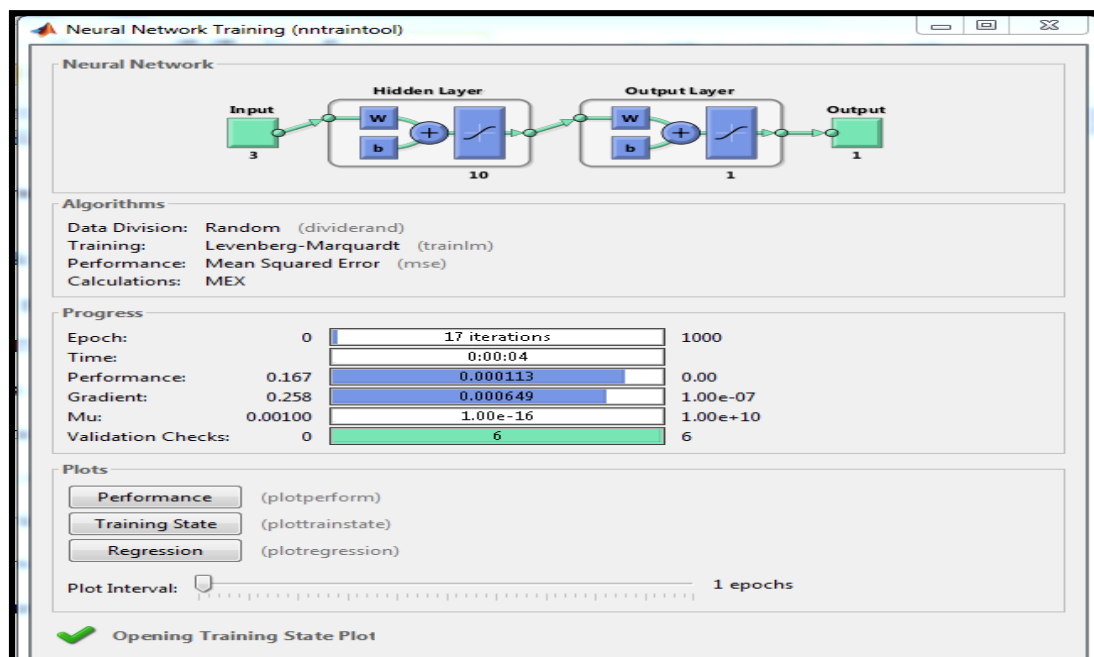 Neural Network Training (nntraintool)
Neural Network
Hidden Layer
Output Layer
Input
Output
W
W
b
b
+
+
3
10
1
1
Algorithms
Data Division: Random (dividerand)
Training: Levenberg-Marquardt (trainlm)
Performance: Mean Squared Error (mse)
Calculations: MEX
Progress
Epoch: 0 17 iterations 1000
Time: 0:00:04
Performance: 0.167 0.000113 0.00
Gradient: 0.258 0.000649 1.00e-07
Mu: 0.00100 1.00e-16 1.00e+10
Validation Checks: 0 6 6
Plots
Performance (plotperform)
Training State (plottrainstate)
Regression (plotregression)
Plot Interval: 1 epochs
Opening Training State Plot